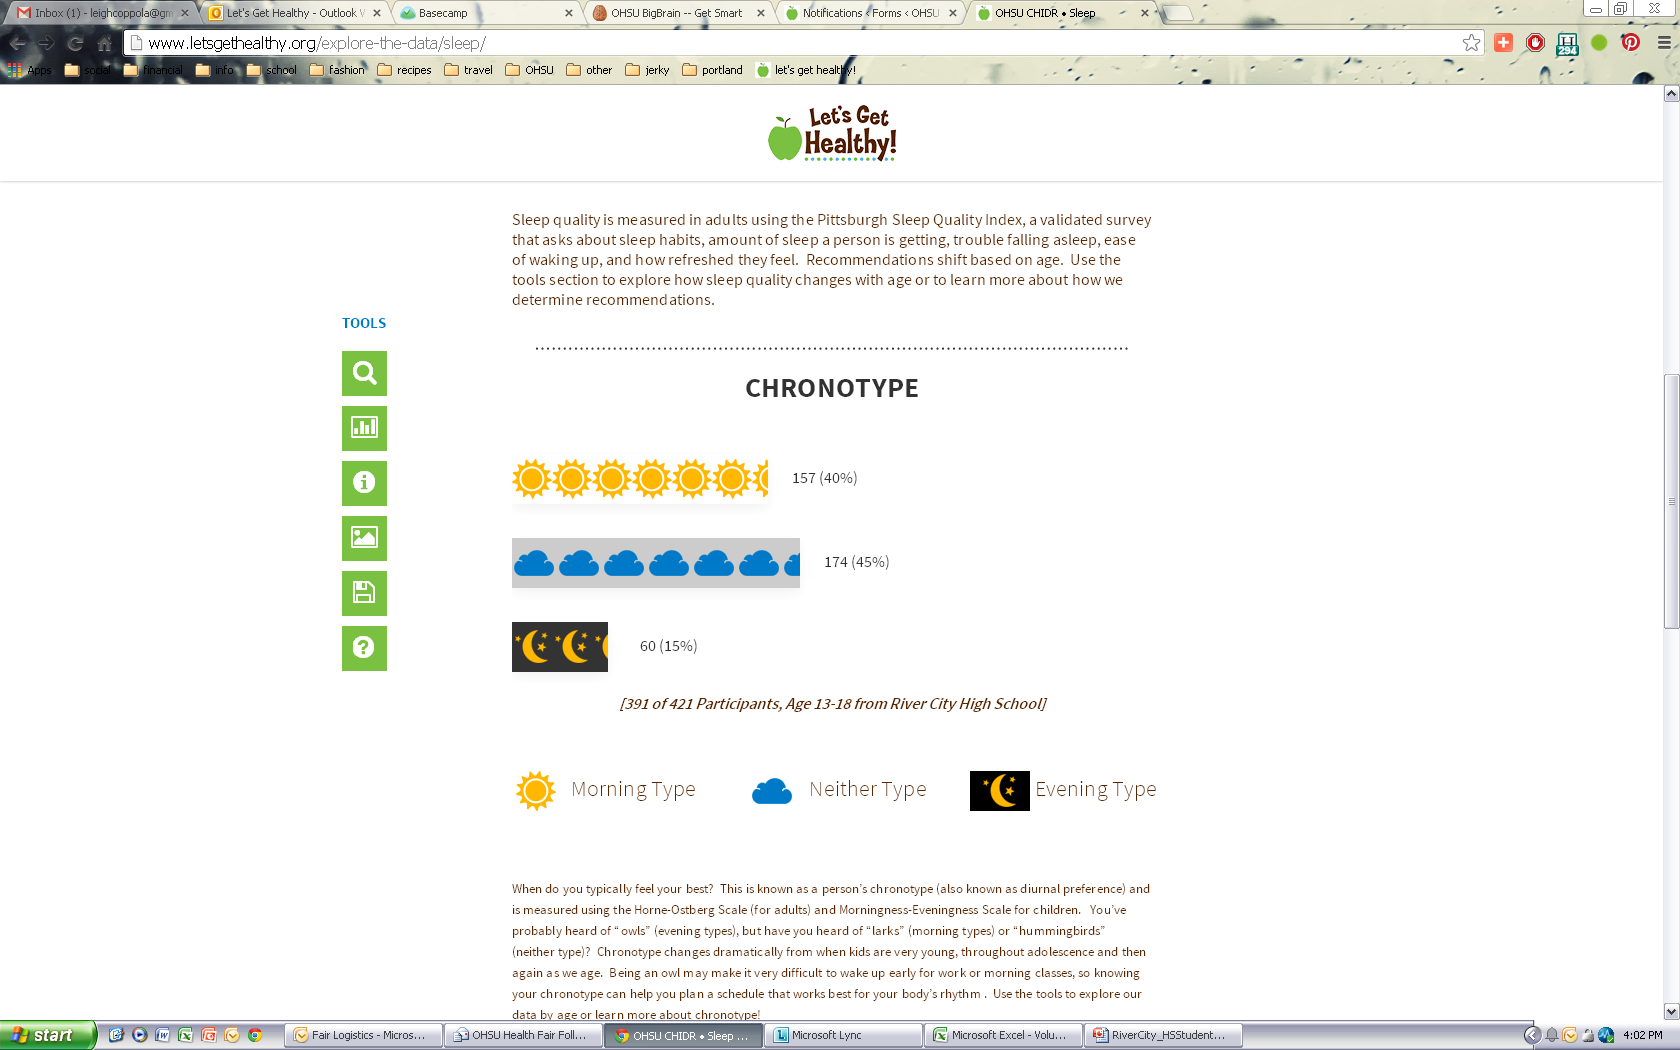 Inbox (1) - leighcoppola@gm
Let's Get Healthy - Outlook W
Basecamp
OHSU BigBrain -- Get Smart
Notifications ‹ Forms ‹ OHSU
OHSU CHIDR • Sleep
www.letsgethealthy.org/explore-the-data/sleep/
294
Apps social financial info school fashion recipes travel OHSU other jerky portland let's get healthy!
Let's Get
Healthy!
Sleep quality is measured in adults using the Pittsburgh Sleep Quality Index, a validated survey
that asks about sleep habits, amount of sleep a person is getting, trouble falling asleep, ease
of waking up, and how refreshed they feel. Recommendations shift based on age. Use the
tools section to explore how sleep quality changes with age or to learn more about how we
determine recommendations.
TOOLS
CHRONOTYPE
157 (40%)
174 (45%)
60 (15%)
[391 of 421 Participants, Age 13-18 from River City High School]
Morning Type
Neither Type
Evening Type
When do you typically feel your best? This is known as a person's chronotype (also known as diurnal preference) and
is measured using the Horne-Ostberg Scale (for adults) and Morningness-Eveningness Scale for children. You've
probably heard of " owls" (evening types), but have you heard of "larks" (morning types) or "hummingbirds"
(neither type)? Chronotype changes dramatically from when kids are very young, throughout adolescence and then
again as we age. Being an owl may make it very difficult to wake up early for work or morning classes, so knowing
your chronotype can help you plan a schedule that works best for your body's rhythm . Use the tools to explore our
data by age or learn more about chronotype!
start
Fair Logistics - Micros...
OHSU Health Fair Foll...
OHSU CHIDR • Sleep ...
Microsoft Lync
Microsoft Excel - Volu...
RiverCity_HSStudent...
4:02 PM